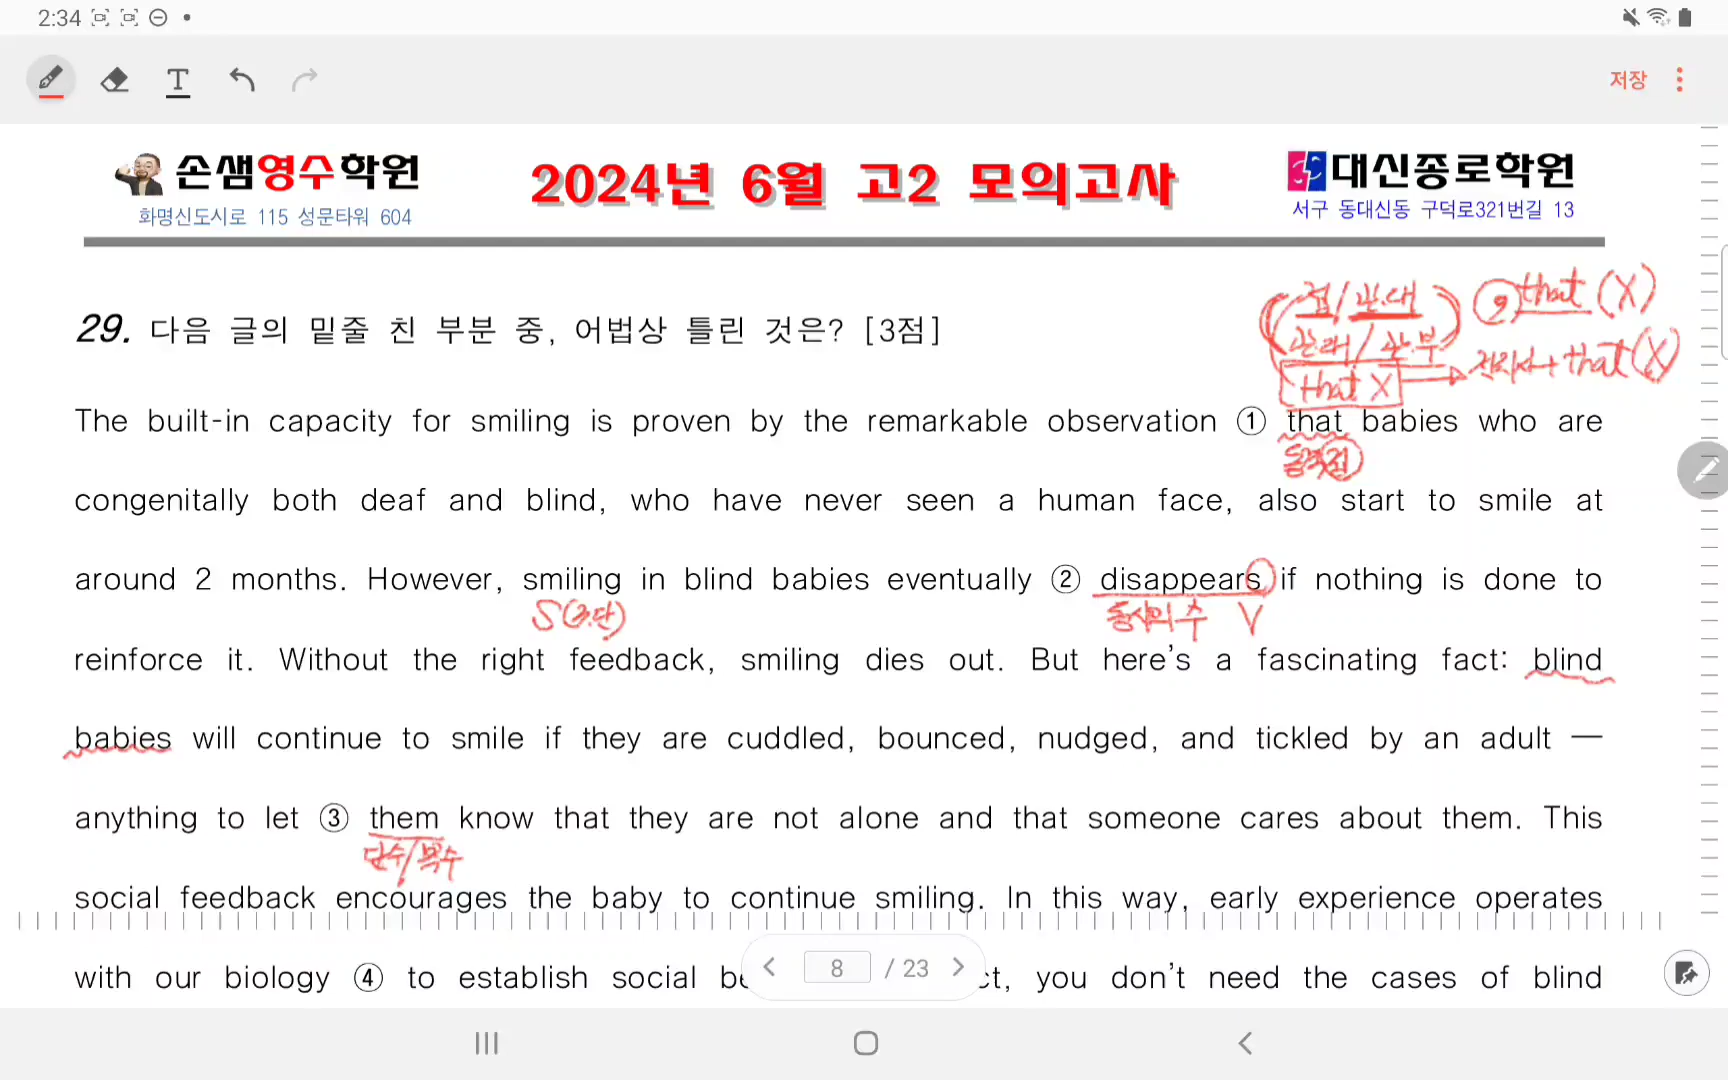 2:34
저장
손샘영수학원
화명신도시로 115 성문타워 604
2024년 6월 고2 모의고사
대신종로학원
서구 동대신동 구덕로321번길 13
접/관.대
, that (X)
관.대/관.부
that X
전치사+that(X)
29. 다음 글의 밑줄 친 부분 중, 어법상 틀린 것은? [3점]
The built-in capacity for smiling is proven by the remarkable observation ① that babies who are
동격접
congenitally both deaf and blind, who have never seen a human face, also start to smile at
around 2 months. However, smiling in blind babies eventually ② disappears if nothing is done to
S(3.단)
동사의 수 V
reinforce it. Without the right feedback, smiling dies out. But here's a fascinating fact: blind
babies will continue to smile if they are cuddled, bounced, nudged, and tickled by an adult —
anything to let ③ them know that they are not alone and that someone cares about them. This
단수/복수
social feedback encourages the baby to continue smiling. In this way, early experience operates
with our biology ④ to establish social you don't need the cases of blind
8 / 23